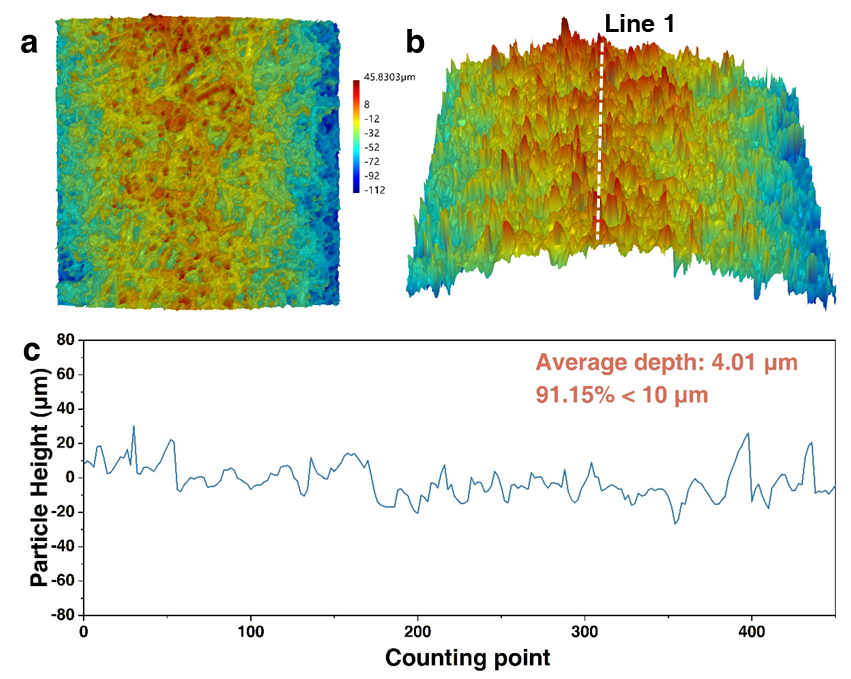 a
b
Line 1
45.8303μm
8
-12
-32
-52
-72
-92
-112
c
Average depth: 4.01 μm
91.15% < 10 μm
Particle Height (μm)
80
60
40
20
0
-20
-40
-60
-80
0
100
200
300
400
Counting point